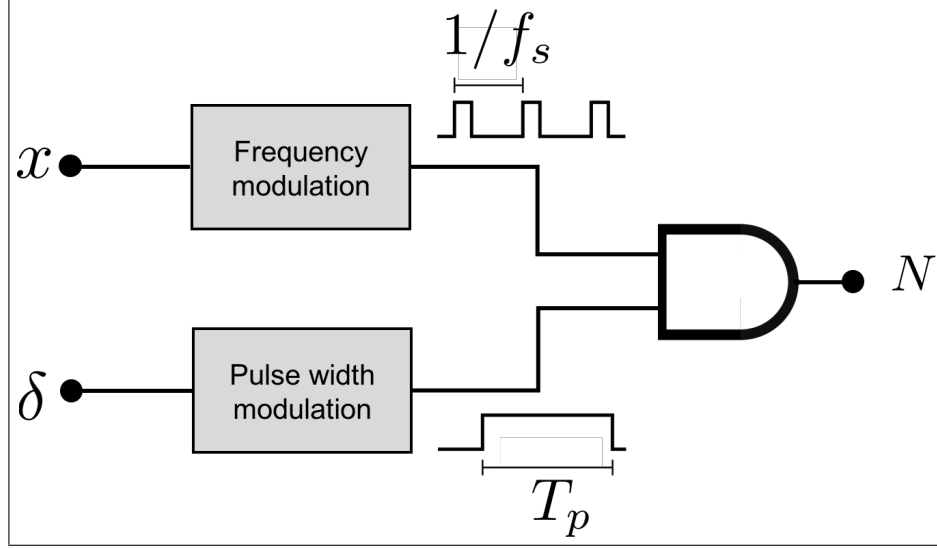 1/f_s
x
Frequency
modulation
N
δ
Pulse width
modulation
T_p